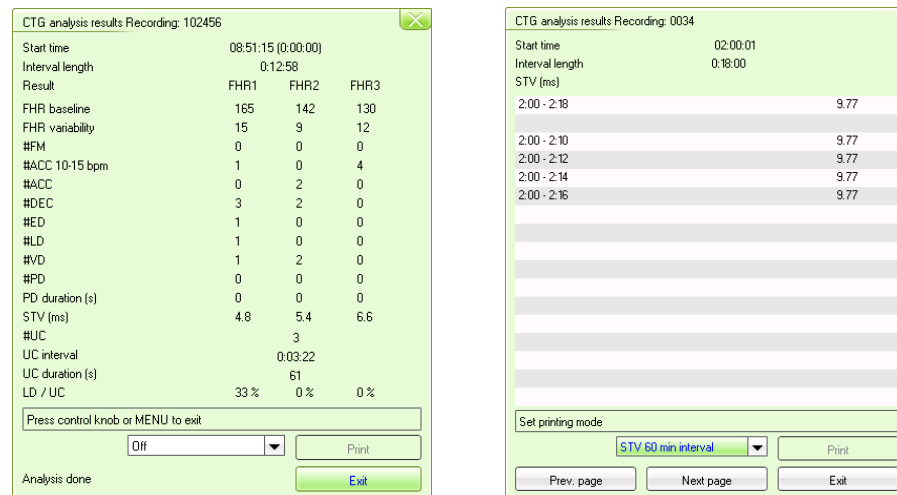 CTG analysis results Recording: 102456
Start time 08:51:15 (0:00:00)
Interval length 0:12:58
Result FHR1 FHR2 FHR3
FHR baseline 165 142 130
FHR variability 15 9 12
#FM 0 0 0
#ACC 10-15 bpm 1 0 4
#ACC 0 2 0
#DEC 3 2 0
#ED 1 0 0
#LD 1 0 0
#VD 1 2 0
#PD 0 0 0
PD duration (s) 0 0 0
STV (ms) 4.8 5.4 6.6
#UC 3
UC interval 0:03:22
UC duration (s) 61
LD / UC 33 % 0 % 0 %
Press control knob or MENU to exit
Off Print
Analysis done Exit
CTG analysis results Recording: 0034
Start time 02:00:01
Interval length 0:18:00
STV (ms)
2:00 - 2:18 9.77
2:00 - 2:10 9.77
2:00 - 2:12 9.77
2:00 - 2:14 9.77
2:00 - 2:16 9.77
Set printing mode
STV 60 min interval Print
Prev. page Next page Exit